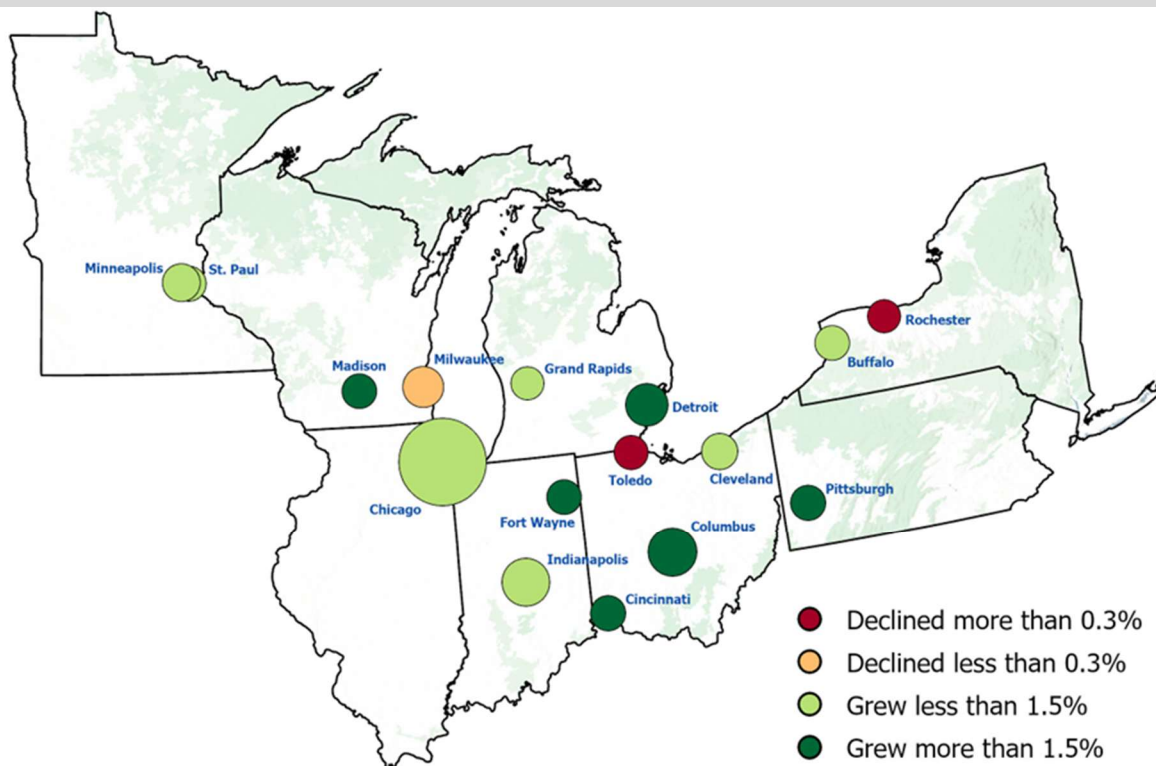 Minneapolis
St. Paul
Madison
Milwaukee
Grand Rapids
Detroit
Rochester
Buffalo
Chicago
Toledo
Cleveland
Pittsburgh
Fort Wayne
Columbus
Indianapolis
Cincinnati
Declined more than 0.3%
Declined less than 0.3%
Grew less than 1.5%
Grew more than 1.5%